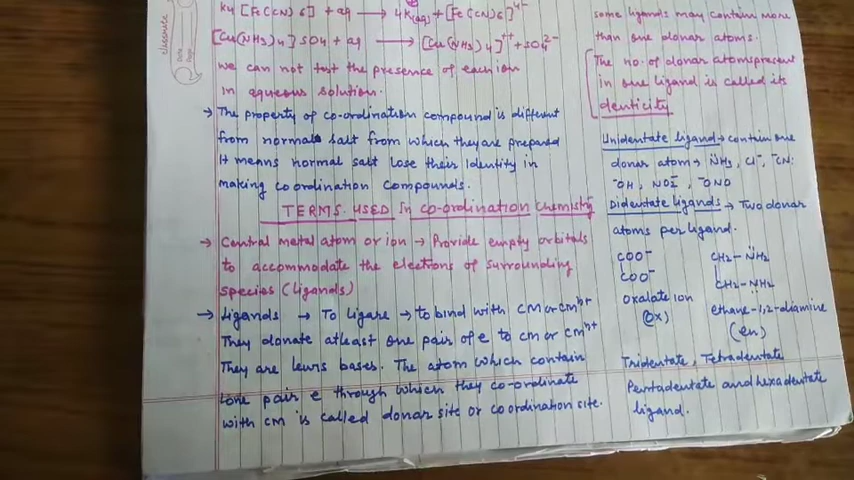 K4 [Fe(CN)6] + aq → 4K(aq) + [Fe(CN)6]4-
[Cu(NH3)4] SO4 + aq → [Cu(NH3)4]++ + SO4 2-
we can not test the presence of each ion
in aqueous solution.
→ The property of co-ordination compound is different
from normal salt from which they are prepared
It means normal salt lose their identity in
making coordination compounds.
TERMS USED In CO-ORDINATION Chemistry
→ Central metal atom or ion → Provide empty orbitals
to accommodate the electrons of surrounding
species (ligands)
→ Ligands → To ligare → to bind with CM or CM n+
They donate atleast one pair of e to CM or CM n+
They are lewis bases. The atom which contain
lone pair e through which they co-ordinate
with CM is called donar site or coordination site.
some ligands may contain more
than one donar atoms.
The no. of donar atoms present
in one ligand is called its
denticity
Unidentate ligand → contain one
donar atom → NH3, Cl-, -CN:
-OH, NO2-, -ONO
Didentate ligands → Two donar
atoms per ligand.
COO-
COO-
oxalate ion
(ox)
CH2-NH2
CH2-NH2
ethane-1,2-diamine
(en)
Tridentate, Tetradentate
Pentadentate and hexadentate
ligand.
Date
Page